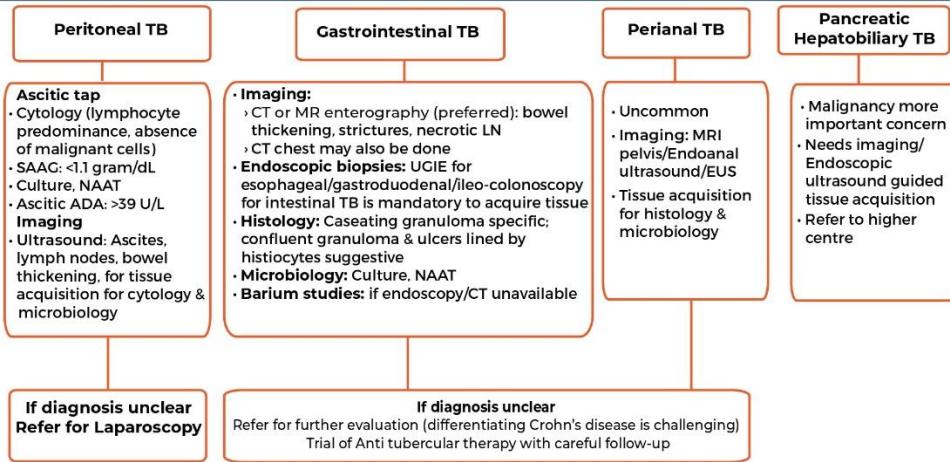 Peritoneal TB
Ascitic tap
• Cytology (lymphocyte
predominance, absence
of malignant cells)
• SAAG: <1.1 gram/dL
• Culture, NAAT
• Ascitic ADA: >39 U/L
Imaging
• Ultrasound: Ascites,
lymph nodes, bowel
thickening, for tissue
acquisition for cytology &
microbiology
If diagnosis unclear
Refer for Laparoscopy
Gastrointestinal TB
• Imaging:
› CT or MR enterography (preferred): bowel
thickening, strictures, necrotic LN
› CT chest may also be done
• Endoscopic biopsies: UGIE for
esophageal/gastroduodenal/ileo-colonoscopy
for intestinal TB is mandatory to acquire tissue
• Histology: Caseating granuloma specific;
confluent granuloma & ulcers lined by
histiocytes suggestive
• Microbiology: Culture, NAAT
• Barium studies: if endoscopy/CT unavailable
Perianal TB
• Uncommon
• Imaging: MRI
pelvis/Endoanal
ultrasound/EUS
• Tissue acquisition
for histology &
microbiology
If diagnosis unclear
Refer for further evaluation (differentiating Crohn's disease is challenging)
Trial of Anti tubercular therapy with careful follow-up
Pancreatic
Hepatobiliary TB
• Malignancy more
important concern
• Needs imaging/
Endoscopic
ultrasound guided
tissue acquisition
• Refer to higher
centre